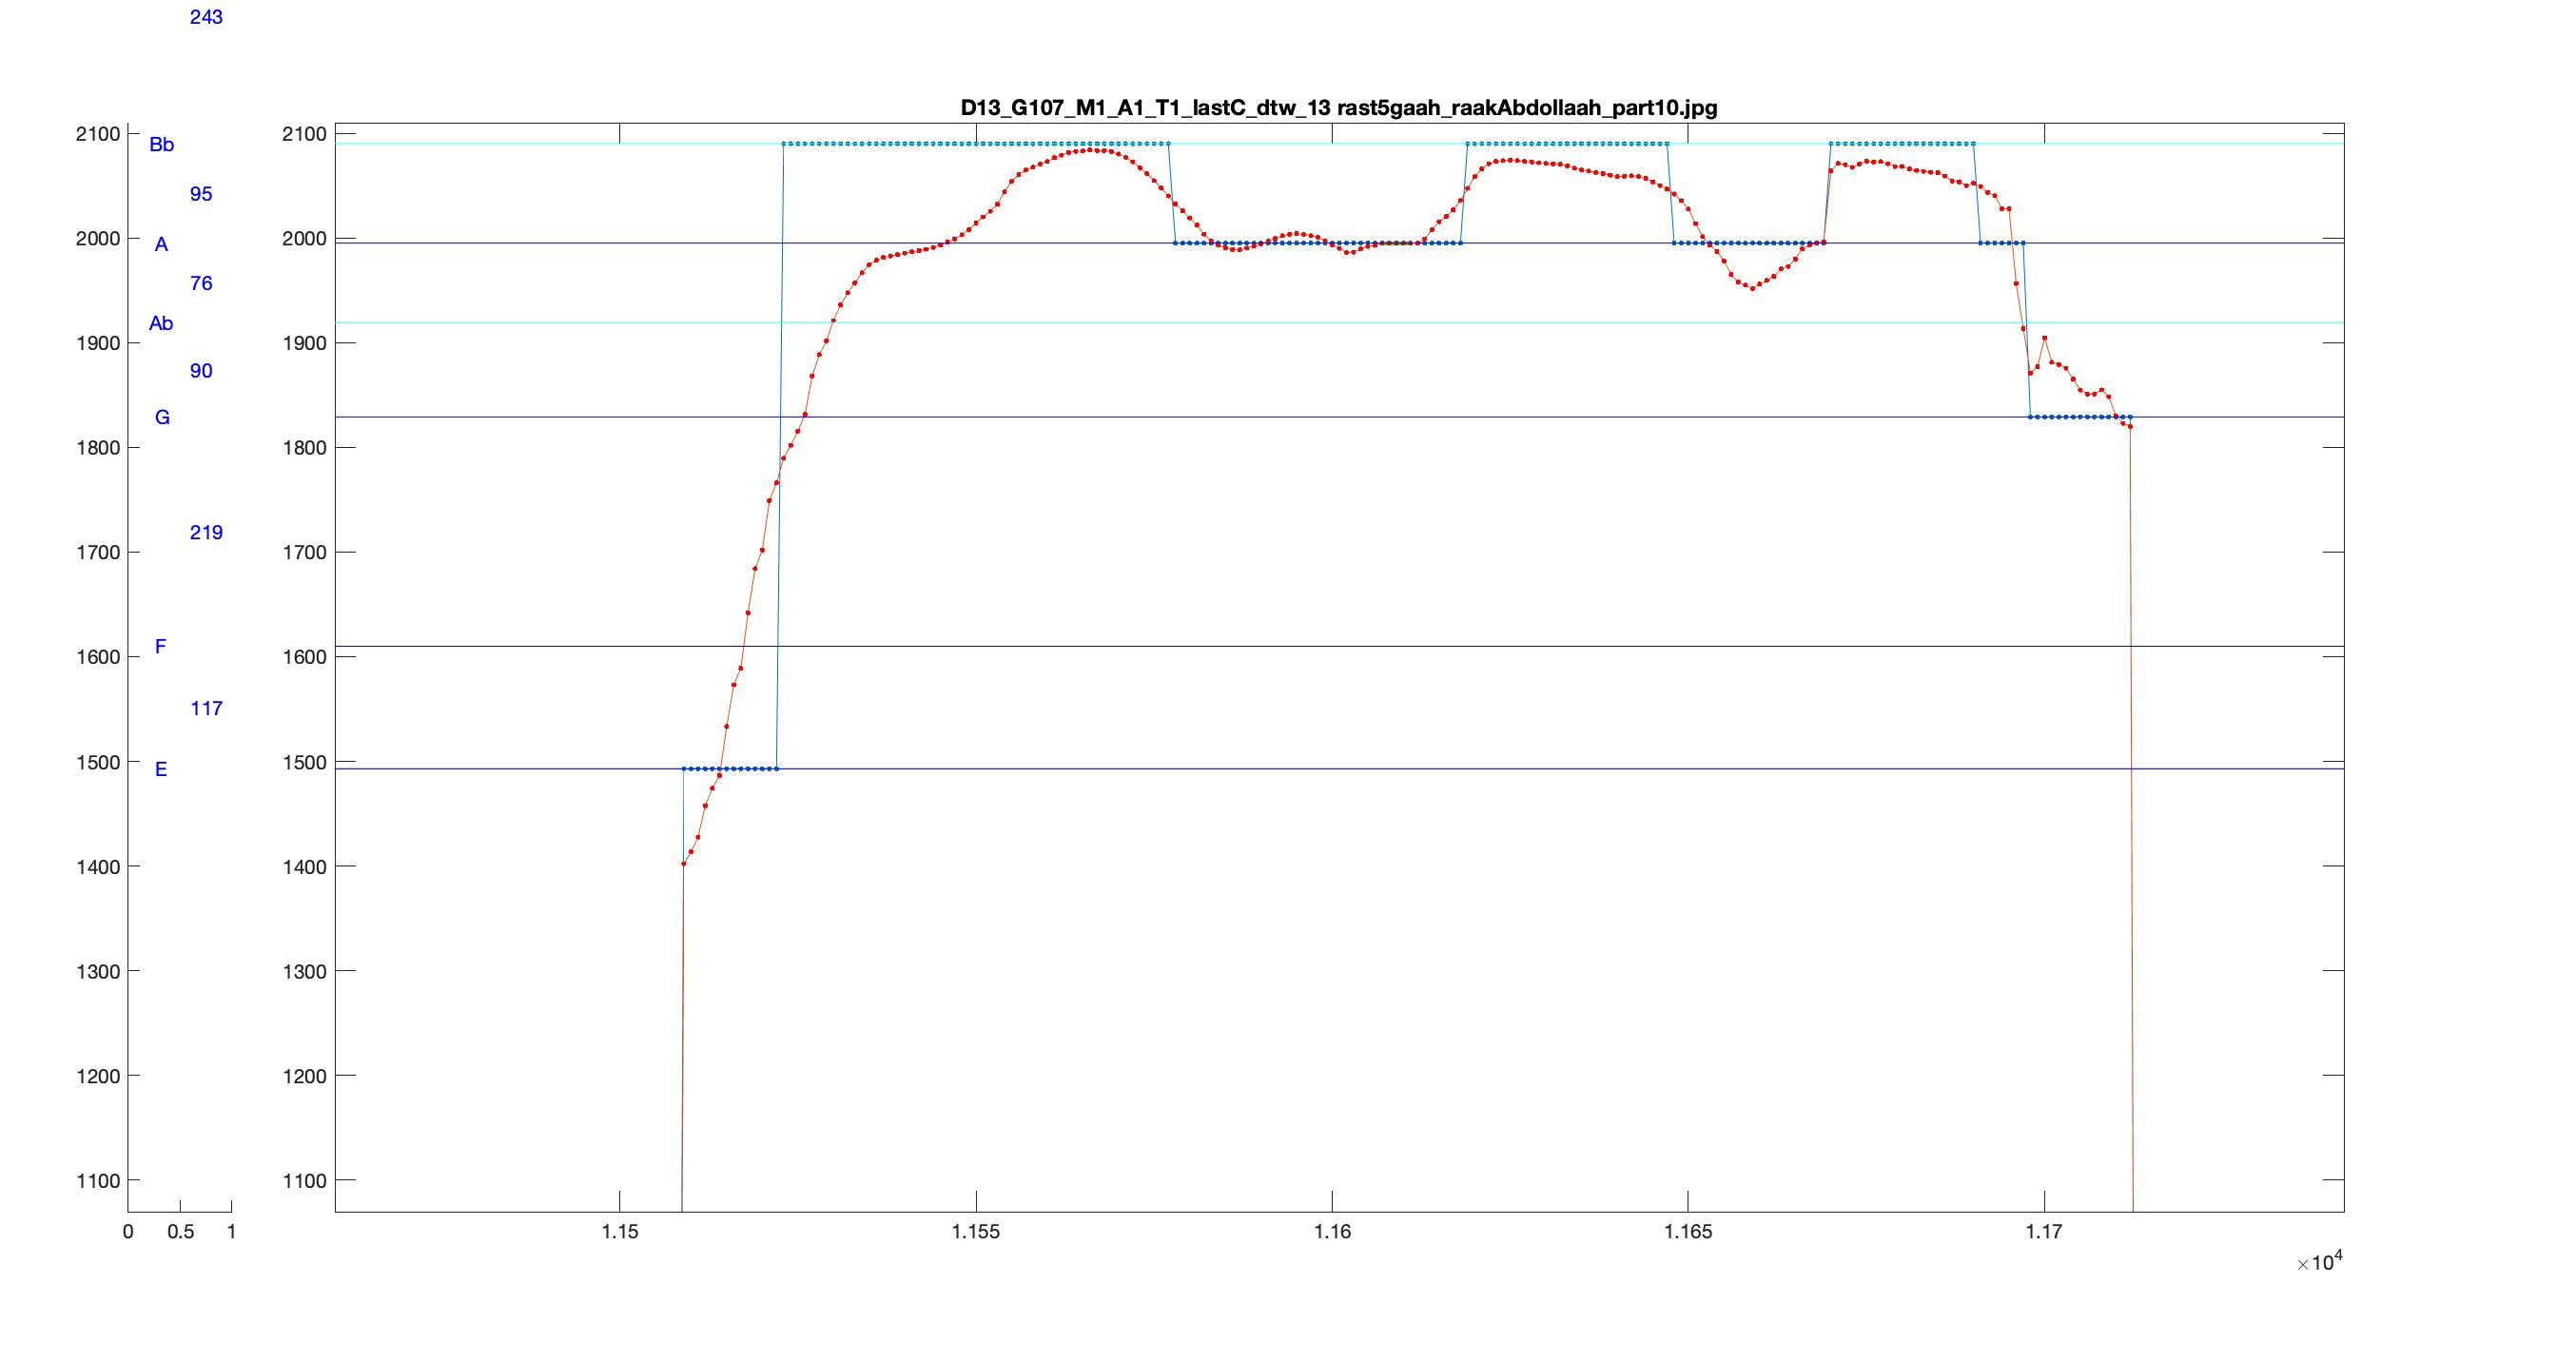 243
D13_G107_M1_A1_T1_lastC_dtw_13 rast5gaah_raakAbdollaah_part10.jpg
2100 Bb 2100
95
2000 A 2000
76
Ab
1900 1900
90
G
1800 1800
219
1700 1700
F
1600 1600
117
1500 E 1500
1400 1400
1300 1300
1200 1200
1100 1100
0 0.5 1 1.15 1.155 1.16 1.165 1.17
×10⁴